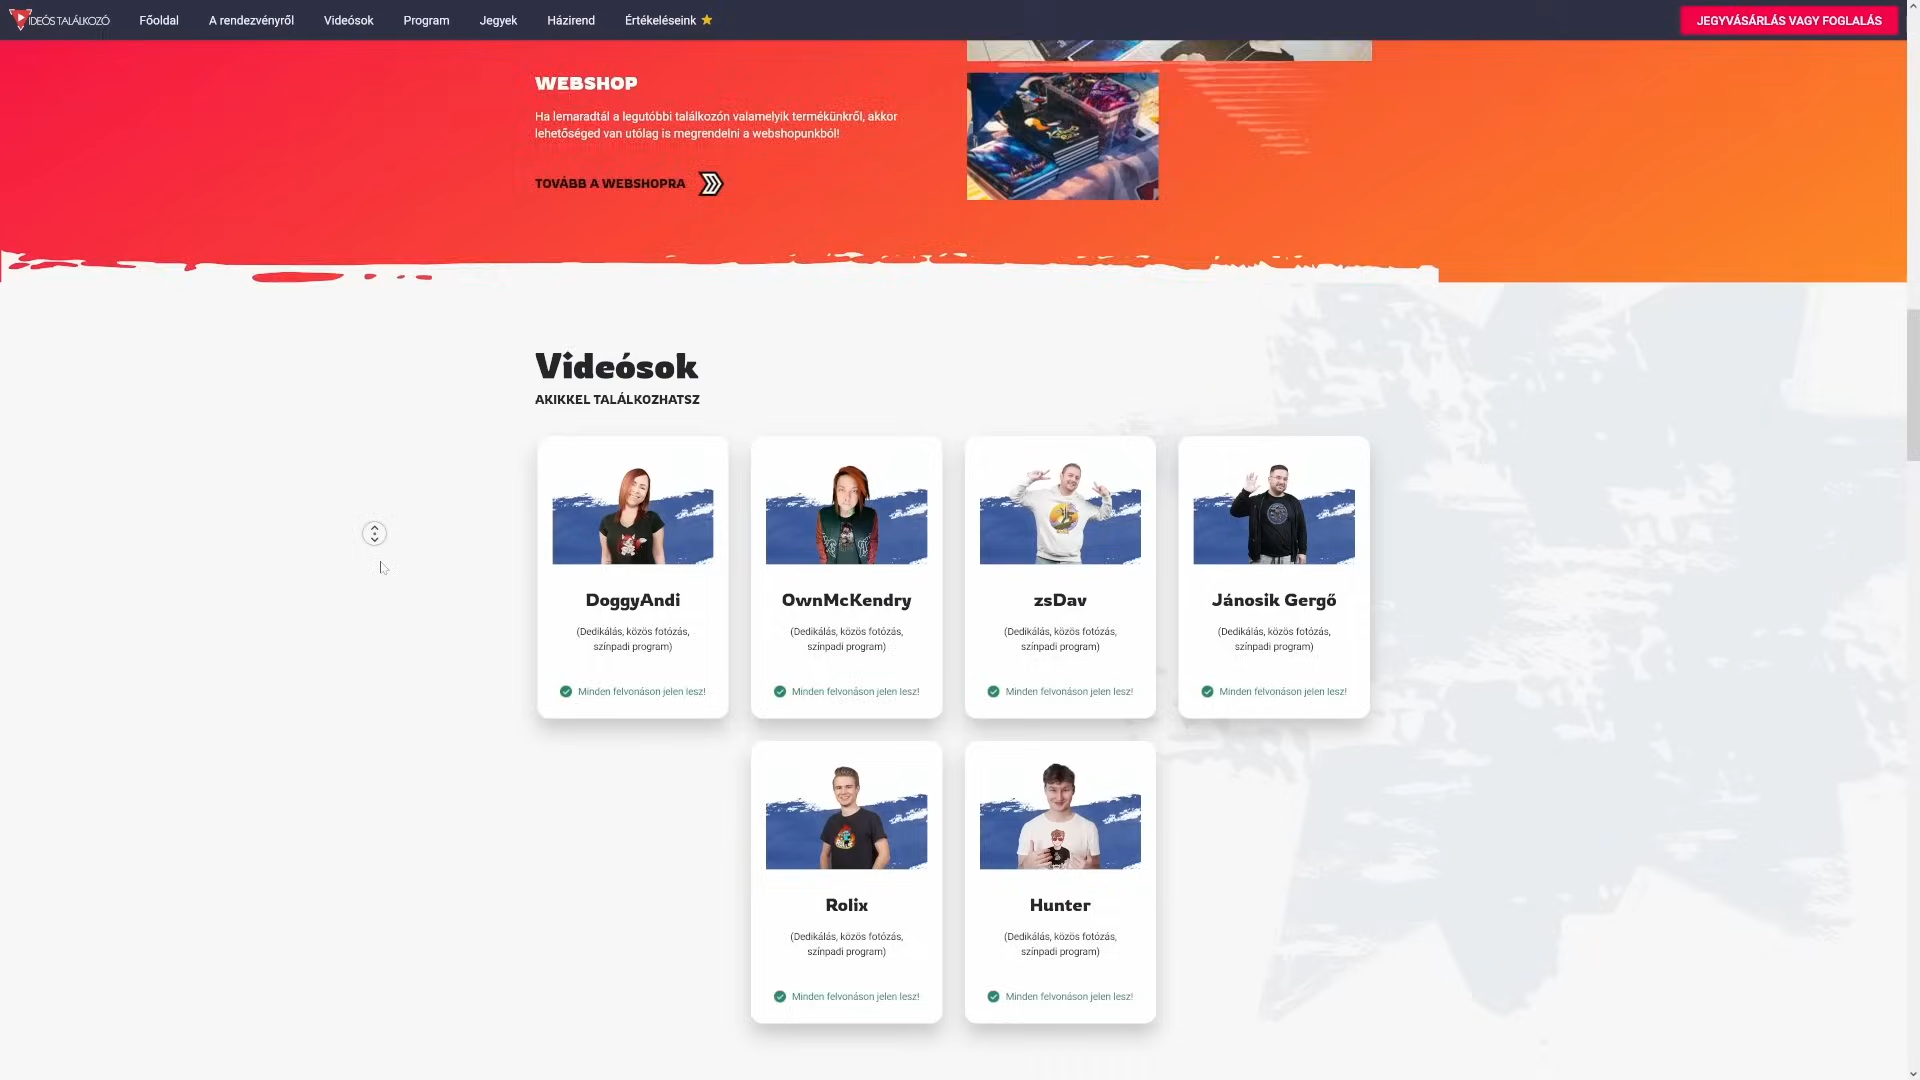 VIDEÓS TALÁLKOZÓ
Főoldal
A rendezvényről
Videósok
Program
Jegyek
Házirend
Értékeléseink
JEGYVÁSÁRLÁS VAGY FOGLALÁS
WEBSHOP
Ha lemaradtál a legutóbbi találkozón valamelyik termékünkről, akkor
lehetőséged van utólag is megrendelni a webshopunkból!
TOVÁBB A WEBSHOPRA
Videósok
AKIKKEL TALÁLKOZHATSZ
DoggyAndi
(Dedikálás, közös fotózás,
színpadi program)
Minden felvonáson jelen lesz!
OwnMcKendry
(Dedikálás, közös fotózás,
színpadi program)
Minden felvonáson jelen lesz!
zsDav
(Dedikálás, közös fotózás,
színpadi program)
Minden felvonáson jelen lesz!
Jánosik Gergő
(Dedikálás, közös fotózás,
színpadi program)
Minden felvonáson jelen lesz!
Rolix
(Dedikálás, közös fotózás,
színpadi program)
Minden felvonáson jelen lesz!
Hunter
(Dedikálás, közös fotózás,
színpadi program)
Minden felvonáson jelen lesz!